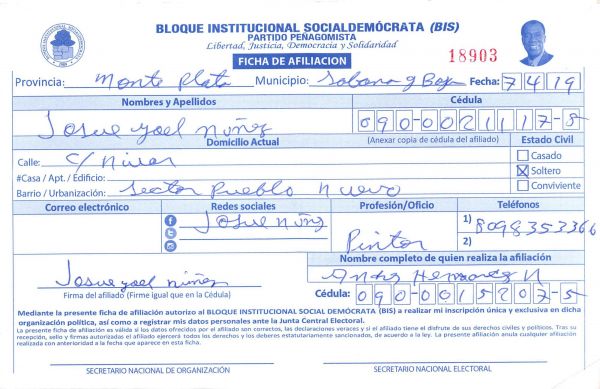 BLOQUE INSTITUCIONAL SOCIALDEMÓCRATA (BIS)
PARTIDO PEÑAGOMISTA
Libertad, Justicia, Democracia y Solidaridad
FICHA DE AFILIACION
18903
Provincia: Monte Plata Municipio: Sabana g Boya Fecha: 7 4 19
Nombres y Apellidos Cédula
Josue yoel nuñez 090-0021117-8
Domicilio Actual (Anexar copia de cédula del afiliado) Estado Civil
Calle: C/
#Casa / Apt. / Edificio:
Barrio / Urbanización: Sector Pueblo Nuevo
Casado
Soltero
Conviviente
Correo electrónico Redes sociales Profesión/Oficio Teléfonos
Josue nuñz Pintor 1) 8098353366
2)
Nombre completo de quien realiza la afiliación
Josue yoel nuñez
Firma del afiliado (Firme igual que en la Cédula) Cédula: 090-0015207-5
Mediante la presente ficha de afiliación autorizo al BLOQUE INSTITUCIONAL SOCIAL DEMÓCRATA (BIS) a realizar mi inscripción única y exclusiva en dicha
organización política, así como a registrar mis datos personales ante la Junta Central Electoral.
La presente ficha de afiliación es válida si los datos ofrecidos por el afiliado son correctos, las declaraciones veraces y si el afiliado tiene el disfrute de sus derechos civiles y políticos. Tras su
recepción, sello y firmas autorizadas el afiliado ejercerá todos los derechos y los deberes estatutariamente sancionados, de acuerdo a la ley. La presente afiliación anula cualquier afiliación
realizada con anterioridad a la fecha que aparece en esta ficha.
SECRETARIO NACIONAL DE ORGANIZACIÓN SECRETARIO NACIONAL ELECTORAL